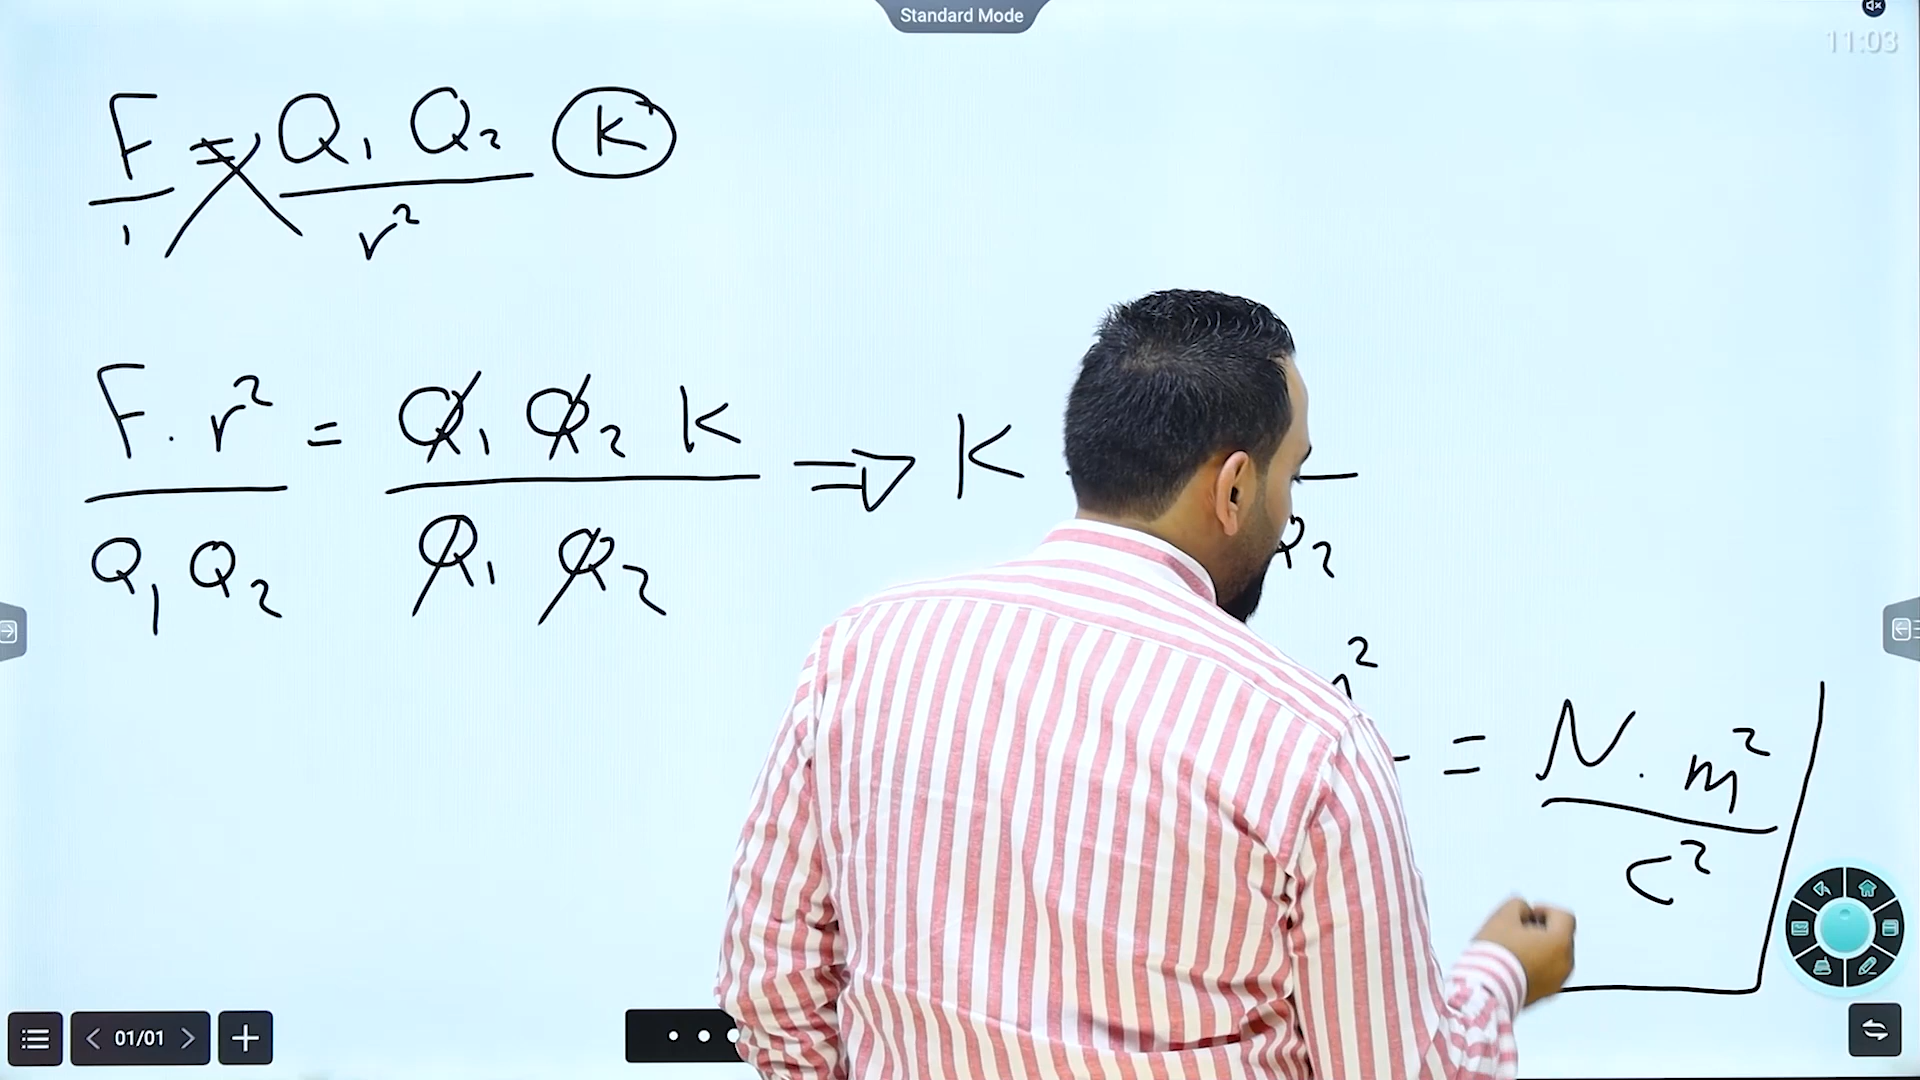 Standard Mode
11:03
F/1 = Q₁ Q₂/r² K
F . r²/Q₁ Q₂ = Q₁ Q₂ K/Q₁ Q₂ ⇒ K
2
2
= N . m²/C²
01/01